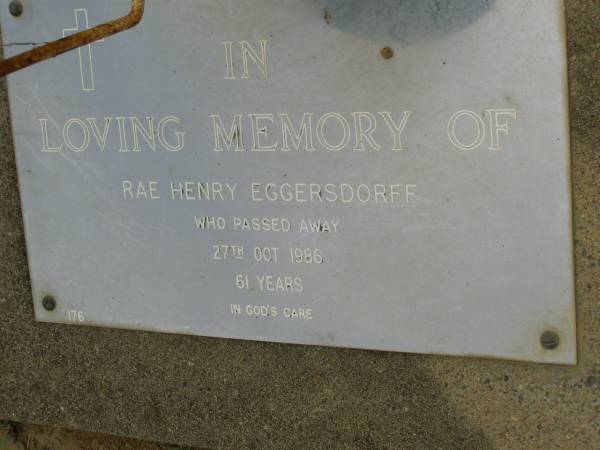 IN
LOVING MEMORY OF
RAE HENRY EGGERSDORFF
WHO PASSED AWAY
27TH OCT 1986
61 YEARS
IN GOD'S CARE
176